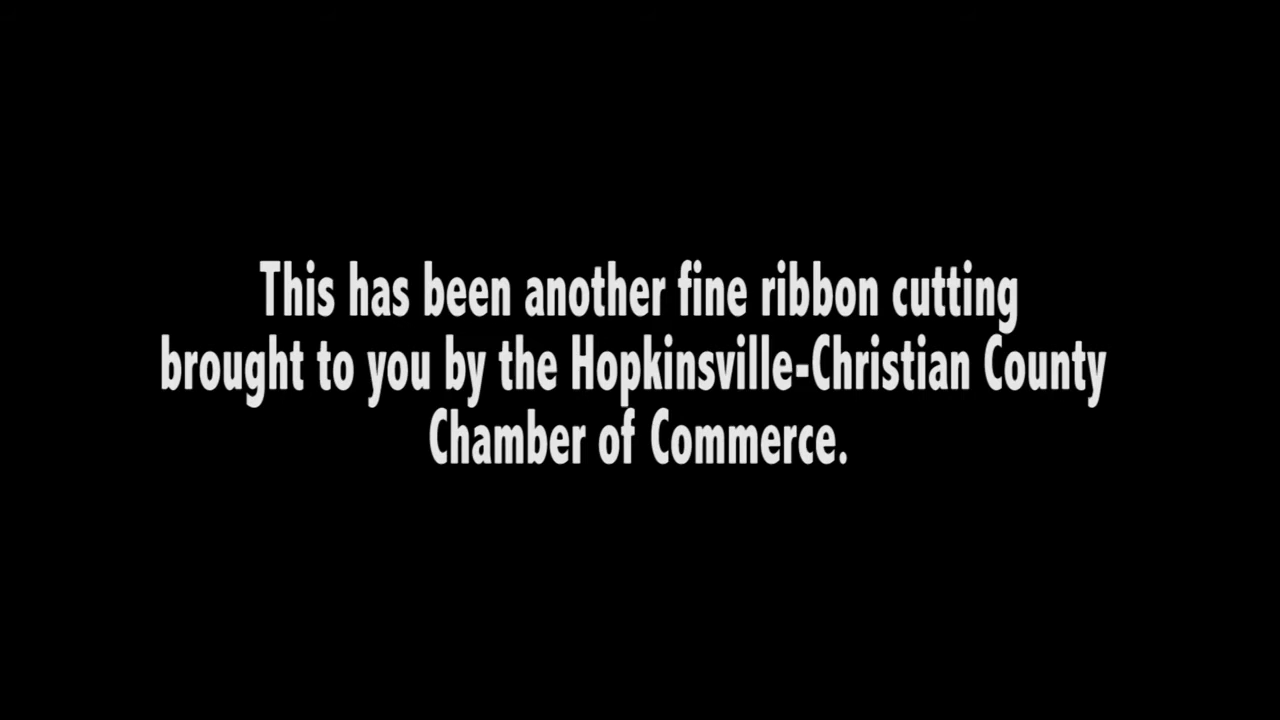 This has been another fine ribbon cutting
brought to you by the Hopkinsville-Christian County
Chamber of Commerce.